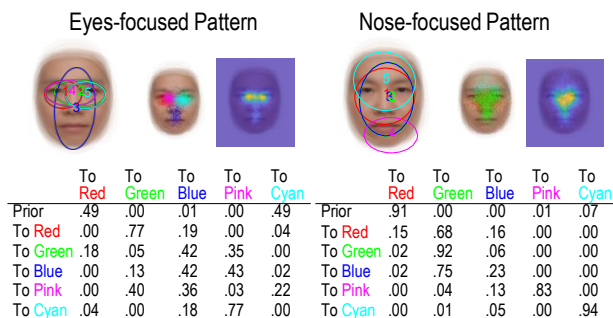 Eyes-focused Pattern Nose-focused Pattern
To To To To To To To To To To
Red Green Blue Pink Cyan Red Green Blue Pink Cyan
Prior .49 .00 .01 .00 .49 Prior .91 .00 .00 .01 .07
To Red .00 .77 .19 .00 .04 To Red .15 .68 .16 .00 .00
To Green .18 .05 .42 .35 .00 To Green .02 .92 .06 .00 .00
To Blue .00 .13 .42 .43 .02 To Blue .02 .75 .23 .00 .00
To Pink .00 .40 .36 .03 .22 To Pink .00 .04 .13 .83 .00
To Cyan .04 .00 .18 .77 .00 To Cyan .00 .01 .05 .00 .94